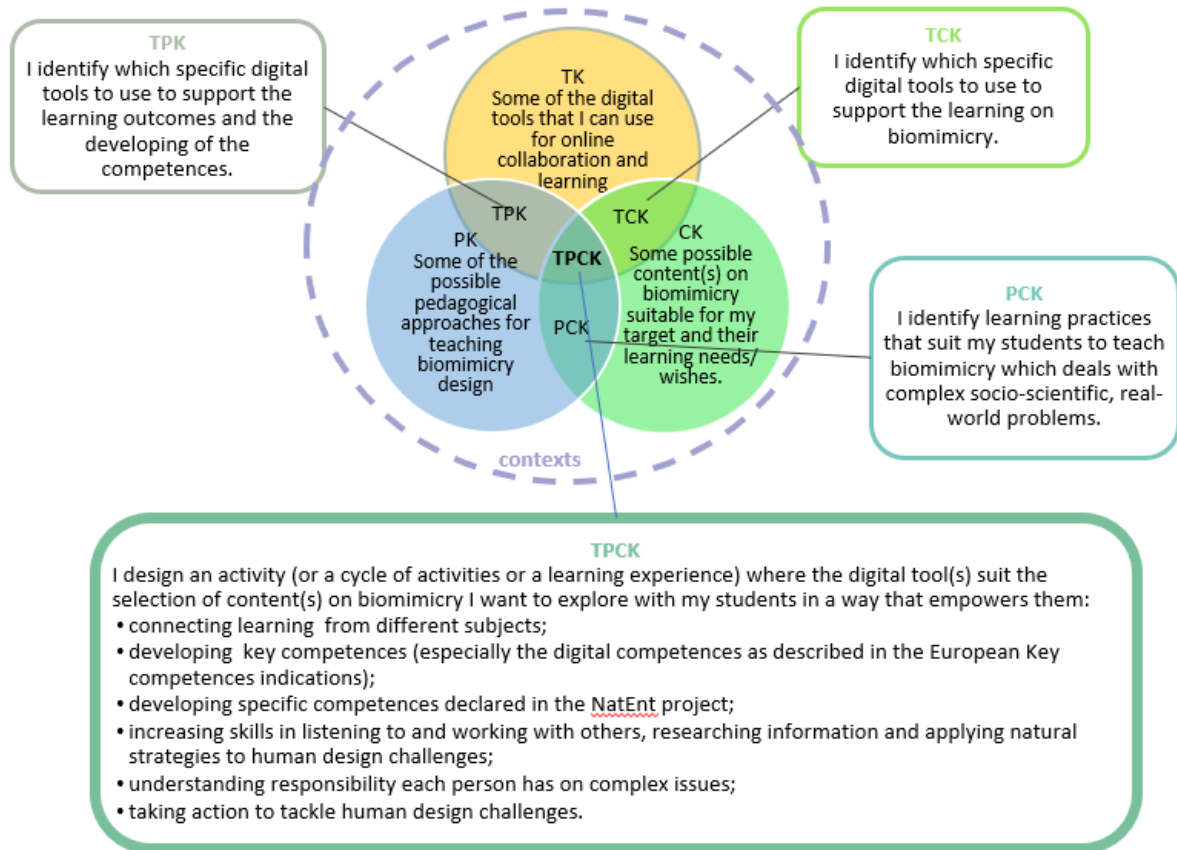 TPK
I identify which specific digital
tools to use to support the
learning outcomes and the
developing of the
competences.
TCK
I identify which specific
digital tools to use to
support the learning on
biomimicry.
TK
Some of the digital
tools that I can use
for online
collaboration and
learning
TPK
TCK
PK
Some of the
possible
pedagogical
approaches for
teaching
biomimicry
design
TPCK
PCK
CK
Some possible
content(s) on
biomimicry
suitable for my
target and their
learning needs/
wishes.
contexts
PCK
I identify learning practices
that suit my students to teach
biomimicry which deals with
complex socio-scientific, real-
world problems.
TPCK
I design an activity (or a cycle of activities or a learning experience) where the digital tool(s) suit the
selection of content(s) on biomimicry I want to explore with my students in a way that empowers them:
• connecting learning from different subjects;
• developing key competences (especially the digital competences as described in the European Key
competences indications);
• developing specific competences declared in the NatEnt project;
• increasing skills in listening to and working with others, researching information and applying natural
strategies to human design challenges;
• understanding responsibility each person has on complex issues;
• taking action to tackle human design challenges.